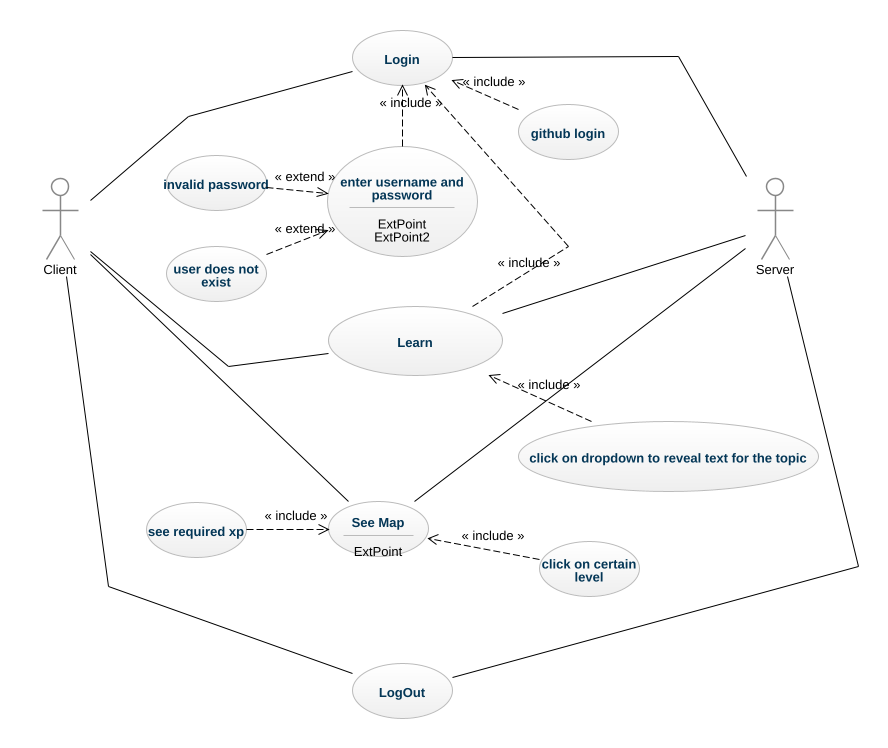 Login
« include »
« include »
github login
invalid password
« extend »
enter username and
password
ExtPoint
ExtPoint2
« extend »
Client
Server
user does not
exist
« include »
Learn
« include »
click on dropdown to reveal text for the topic
« include »
see required xp
See Map
ExtPoint
« include »
click on certain
level
LogOut